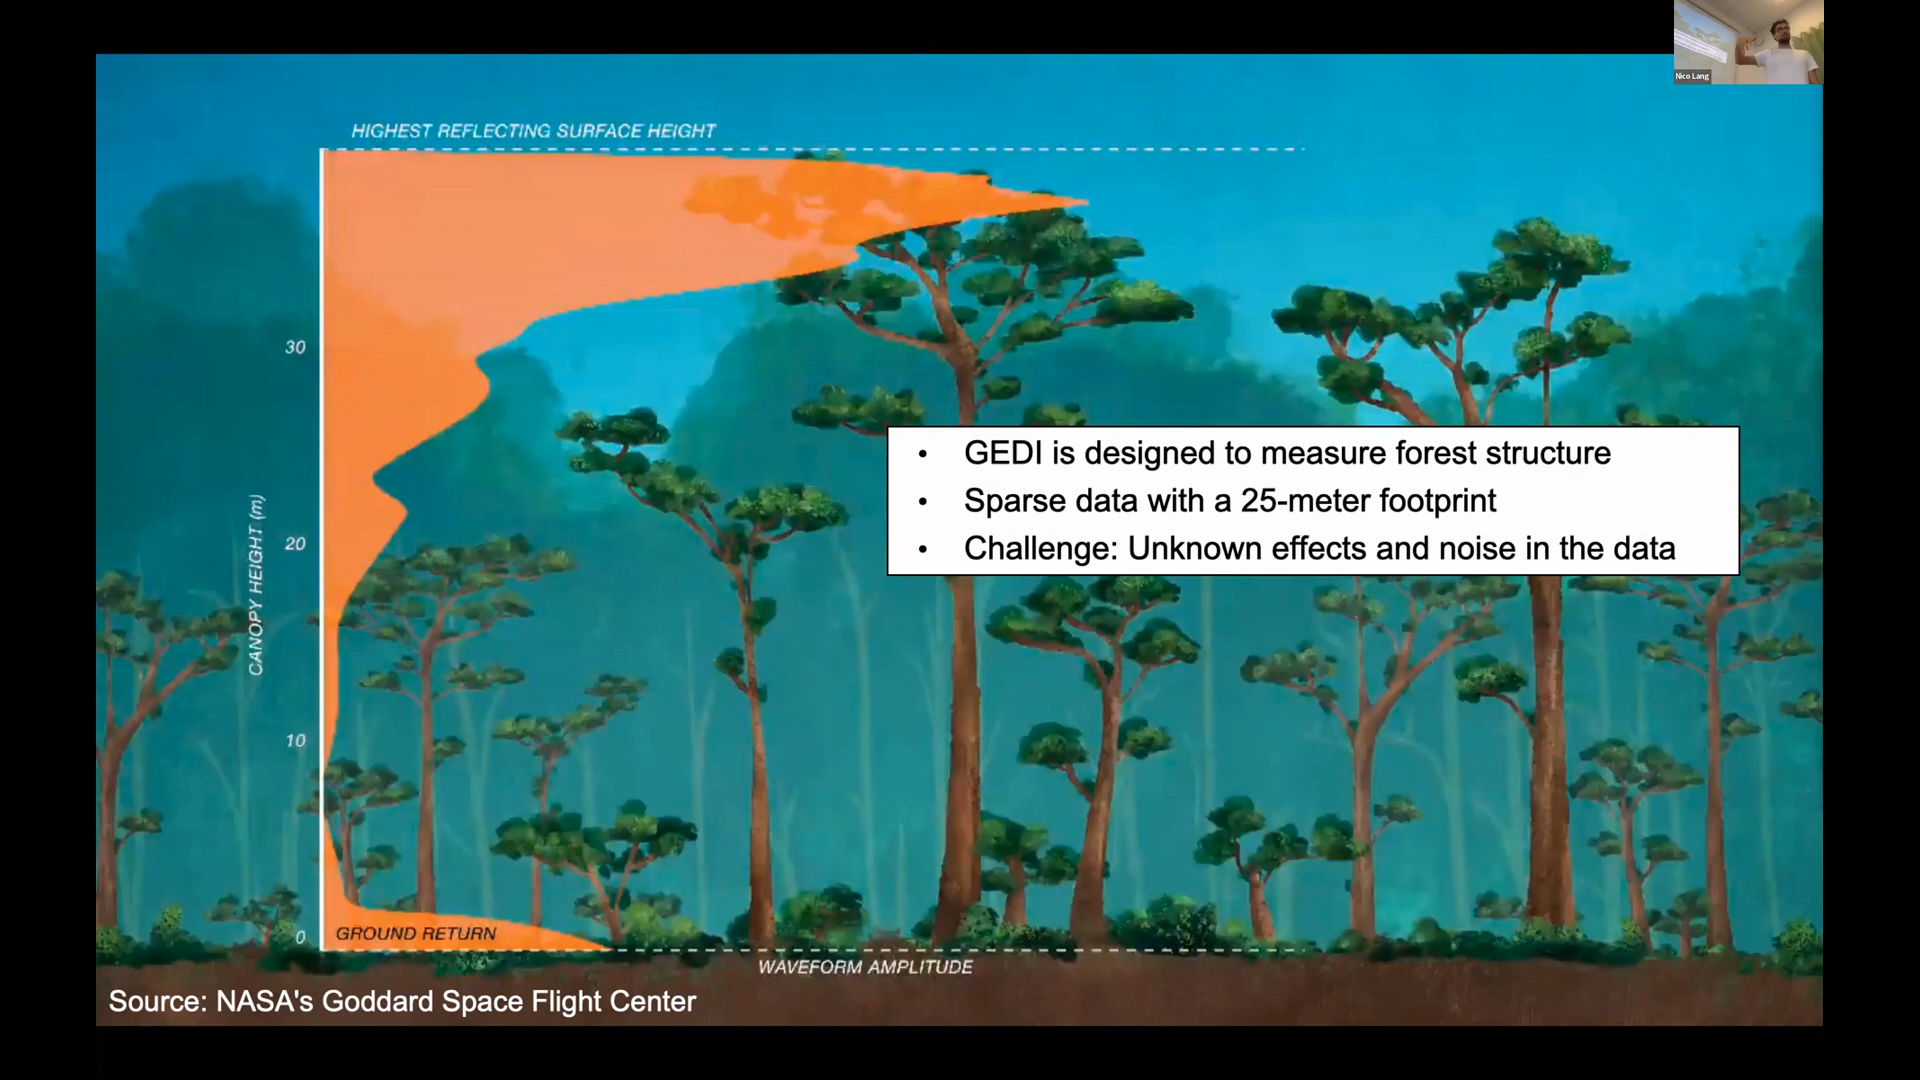 Nico Lang
HIGHEST REFLECTING SURFACE HEIGHT
30
20
10
0
CANOPY HEIGHT (m)
• GEDI is designed to measure forest structure
• Sparse data with a 25-meter footprint
• Challenge: Unknown effects and noise in the data
GROUND RETURN
WAVEFORM AMPLITUDE
Source: NASA's Goddard Space Flight Center